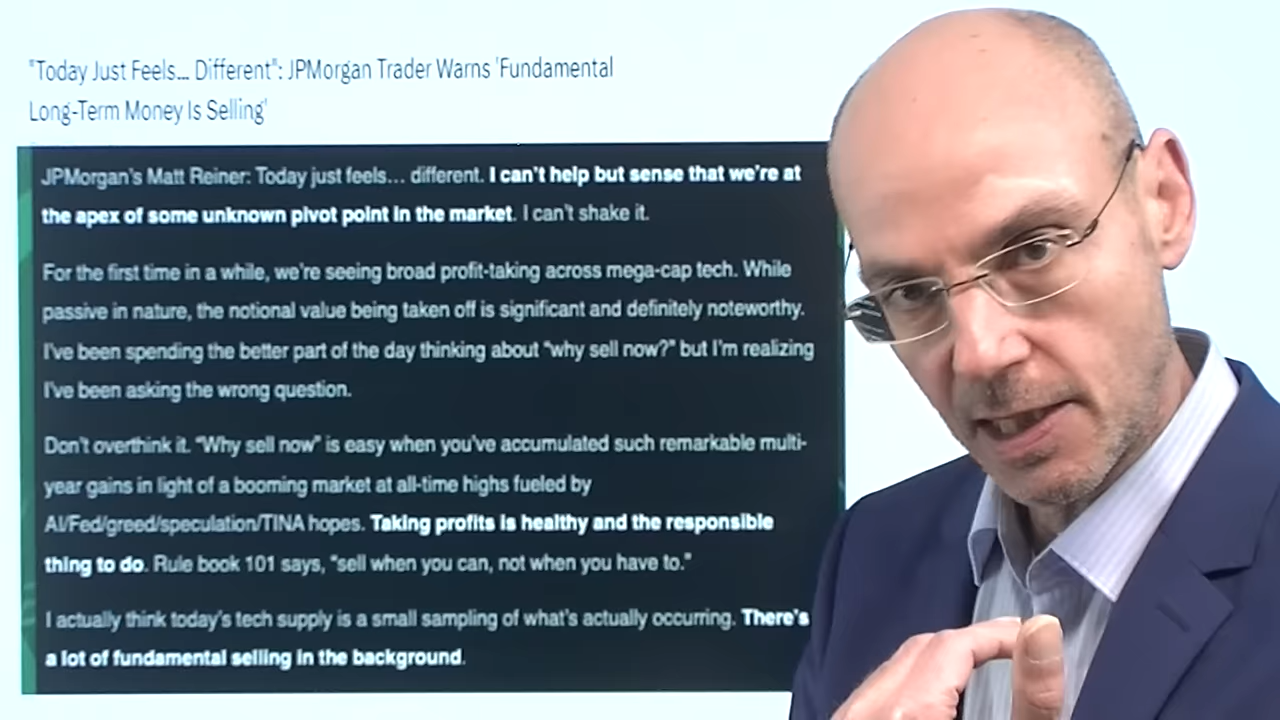 "Today Just Feels... Different": JPMorgan Trader Warns 'Fundamental
Long-Term Money Is Selling'
JPMorgan's Matt Reiner: Today just feels... different. I can't help but sense that we're at
the apex of some unknown pivot point in the market. I can't shake it.
For the first time in a while, we're seeing broad profit-taking across mega-cap tech. While
passive in nature, the notional value being taken off is significant and definitely noteworthy.
I've been spending the better part of the day thinking about "why sell now?" but I'm realizing
I've been asking the wrong question.
Don't overthink it. "Why sell now" is easy when you've accumulated such remarkable multi-
year gains in light of a booming market at all-time highs fueled by
AI/Fed/greed/speculation/TINA hopes. Taking profits is healthy and the responsible
thing to do. Rule book 101 says, "sell when you can, not when you have to."
I actually think today's tech supply is a small sampling of what's actually occurring. There's
a lot of fundamental selling in the background.